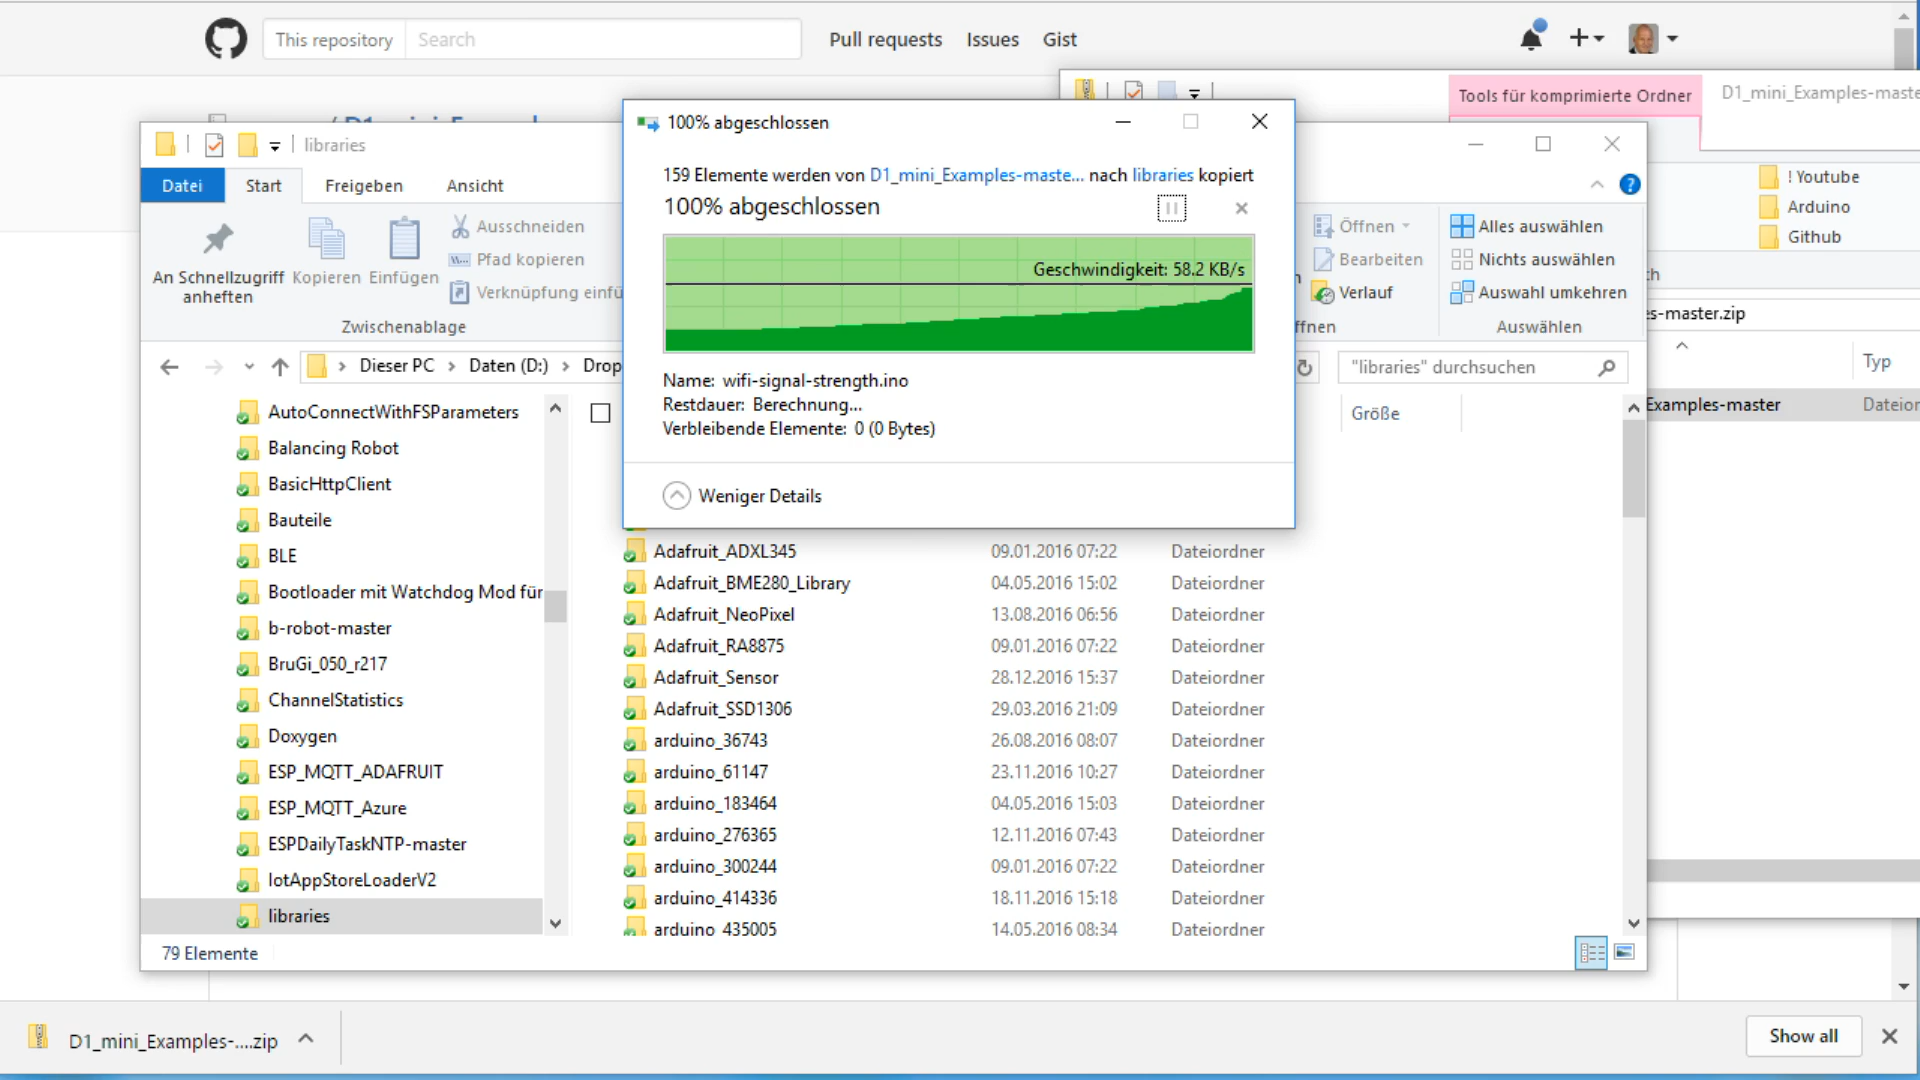 This repository
Search
Pull requests
Issues
Gist
Tools für komprimierte Ordner
D1_mini_Examples-maste
libraries
Datei
Start
Freigeben
Ansicht
100% abgeschlossen
159 Elemente werden von D1_mini_Examples-maste... nach libraries kopiert
100% abgeschlossen
Geschwindigkeit: 58.2 KB/s
Name: wifi-signal-strength.ino
Restdauer: Berechnung...
Verbleibende Elemente: 0 (0 Bytes)
Weniger Details
An Schnellzugriff
anheften
Kopieren
Einfügen
Ausschneiden
Pfad kopieren
Verknüpfung einfü
Zwischenablage
Öffnen
Bearbeiten
Verlauf
ffnen
Alles auswählen
Nichts auswählen
Auswahl umkehren
Auswählen
! Youtube
Arduino
Github
ch
es-master.zip
Dieser PC
Daten (D:)
Drop
"libraries" durchsuchen
Typ
Examples-master
Dateior
Größe
AutoConnectWithFSParameters
Balancing Robot
BasicHttpClient
Bauteile
BLE
Bootloader mit Watchdog Mod für
b-robot-master
BruGi_050_r217
ChannelStatistics
Doxygen
ESP_MQTT_ADAFRUIT
ESP_MQTT_Azure
ESPDailyTaskNTP-master
IotAppStoreLoaderV2
libraries
Adafruit_ADXL345 09.01.2016 07:22 Dateiordner
Adafruit_BME280_Library 04.05.2016 15:02 Dateiordner
Adafruit_NeoPixel 13.08.2016 06:56 Dateiordner
Adafruit_RA8875 09.01.2016 07:22 Dateiordner
Adafruit_Sensor 28.12.2016 15:37 Dateiordner
Adafruit_SSD1306 29.03.2016 21:09 Dateiordner
arduino_36743 26.08.2016 08:07 Dateiordner
arduino_61147 23.11.2016 10:27 Dateiordner
arduino_183464 04.05.2016 15:03 Dateiordner
arduino_276365 12.11.2016 07:43 Dateiordner
arduino_300244 09.01.2016 07:22 Dateiordner
arduino_414336 18.11.2016 15:18 Dateiordner
arduino_435005 14.05.2016 08:34 Dateiordner
79 Elemente
D1_mini_Examples-....zip
Show all